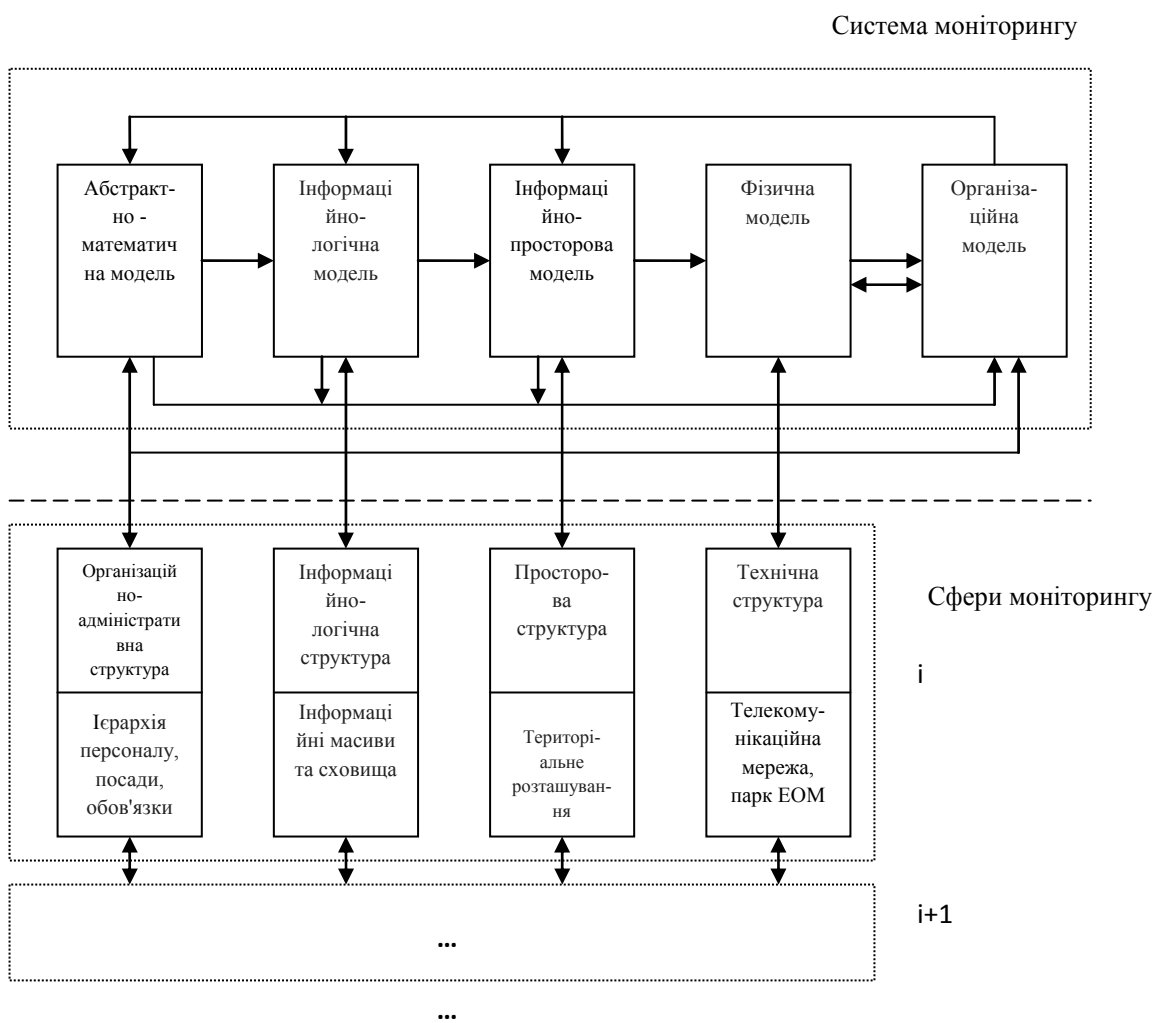 Система моніторингу
Абстракт-
но -
математич
на модель
Інформаці
йно-
логічна
модель
Інформаці
йно-
просторова
модель
Фізична
модель
Організа-
ційна
модель
Організацій
но-
адміністрати
вна
структура
Інформаці
йно-
логічна
структура
Просторо-
ва
структура
Технічна
структура
Сфери моніторингу
і
Ієрархія
персоналу,
посади,
обов'язки
Інформаці
йні масиви
та сховища
Територі-
альне
розташуван-
ня
Телекому-
нікаційна
мережа,
парк ЕОМ
і+1
...
...